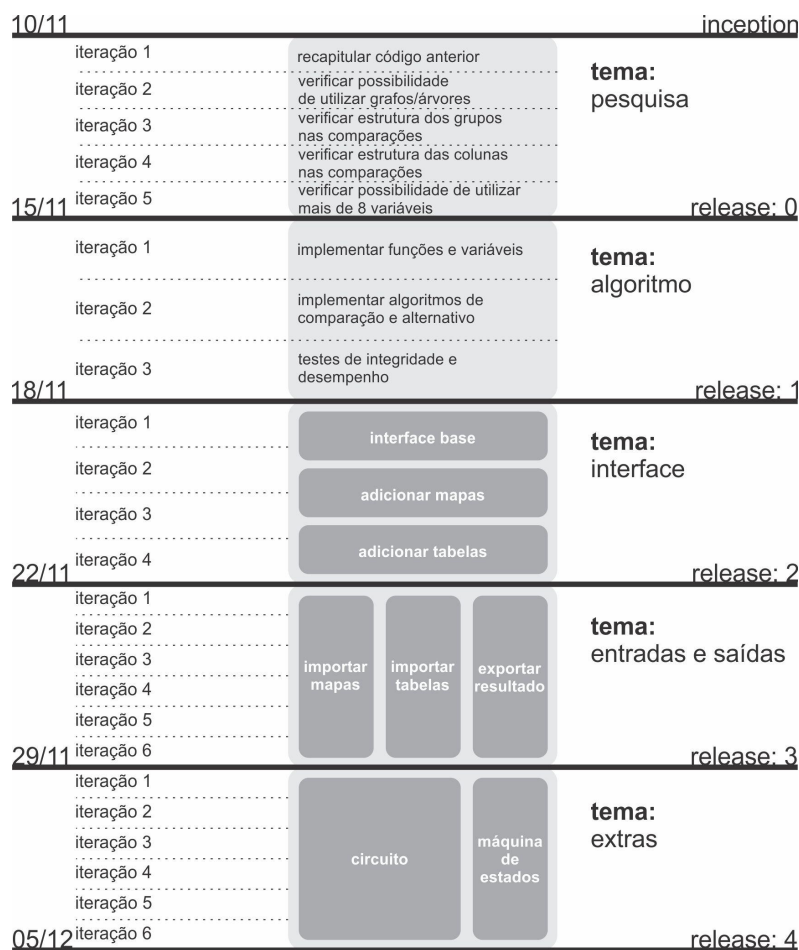 10/11
inception
iteração 1
recapitular código anterior
tema:
pesquisa
iteração 2
verificar possibilidade
de utilizar grafos/árvores
iteração 3
verificar estrutura dos grupos
nas comparações
iteração 4
verificar estrutura das colunas
nas comparações
iteração 5
verificar possibilidade de utilizar
mais de 8 variáveis
15/11
release: 0
iteração 1
implementar funções e variáveis
tema:
algoritmo
iteração 2
implementar algoritmos de
comparação e alternativo
iteração 3
testes de integridade e
desempenho
18/11
release: 1
iteração 1
iteração 2
iteração 3
iteração 4
interface base
adicionar mapas
adicionar tabelas
tema:
interface
22/11
release: 2
iteração 1
iteração 2
iteração 3
iteração 4
iteração 5
iteração 6
importar
mapas
importar
tabelas
exportar
resultado
tema:
entradas e saídas
29/11
release: 3
iteração 1
iteração 2
iteração 3
iteração 4
iteração 5
iteração 6
circuito
máquina
de
estados
tema:
extras
05/12
release: 4